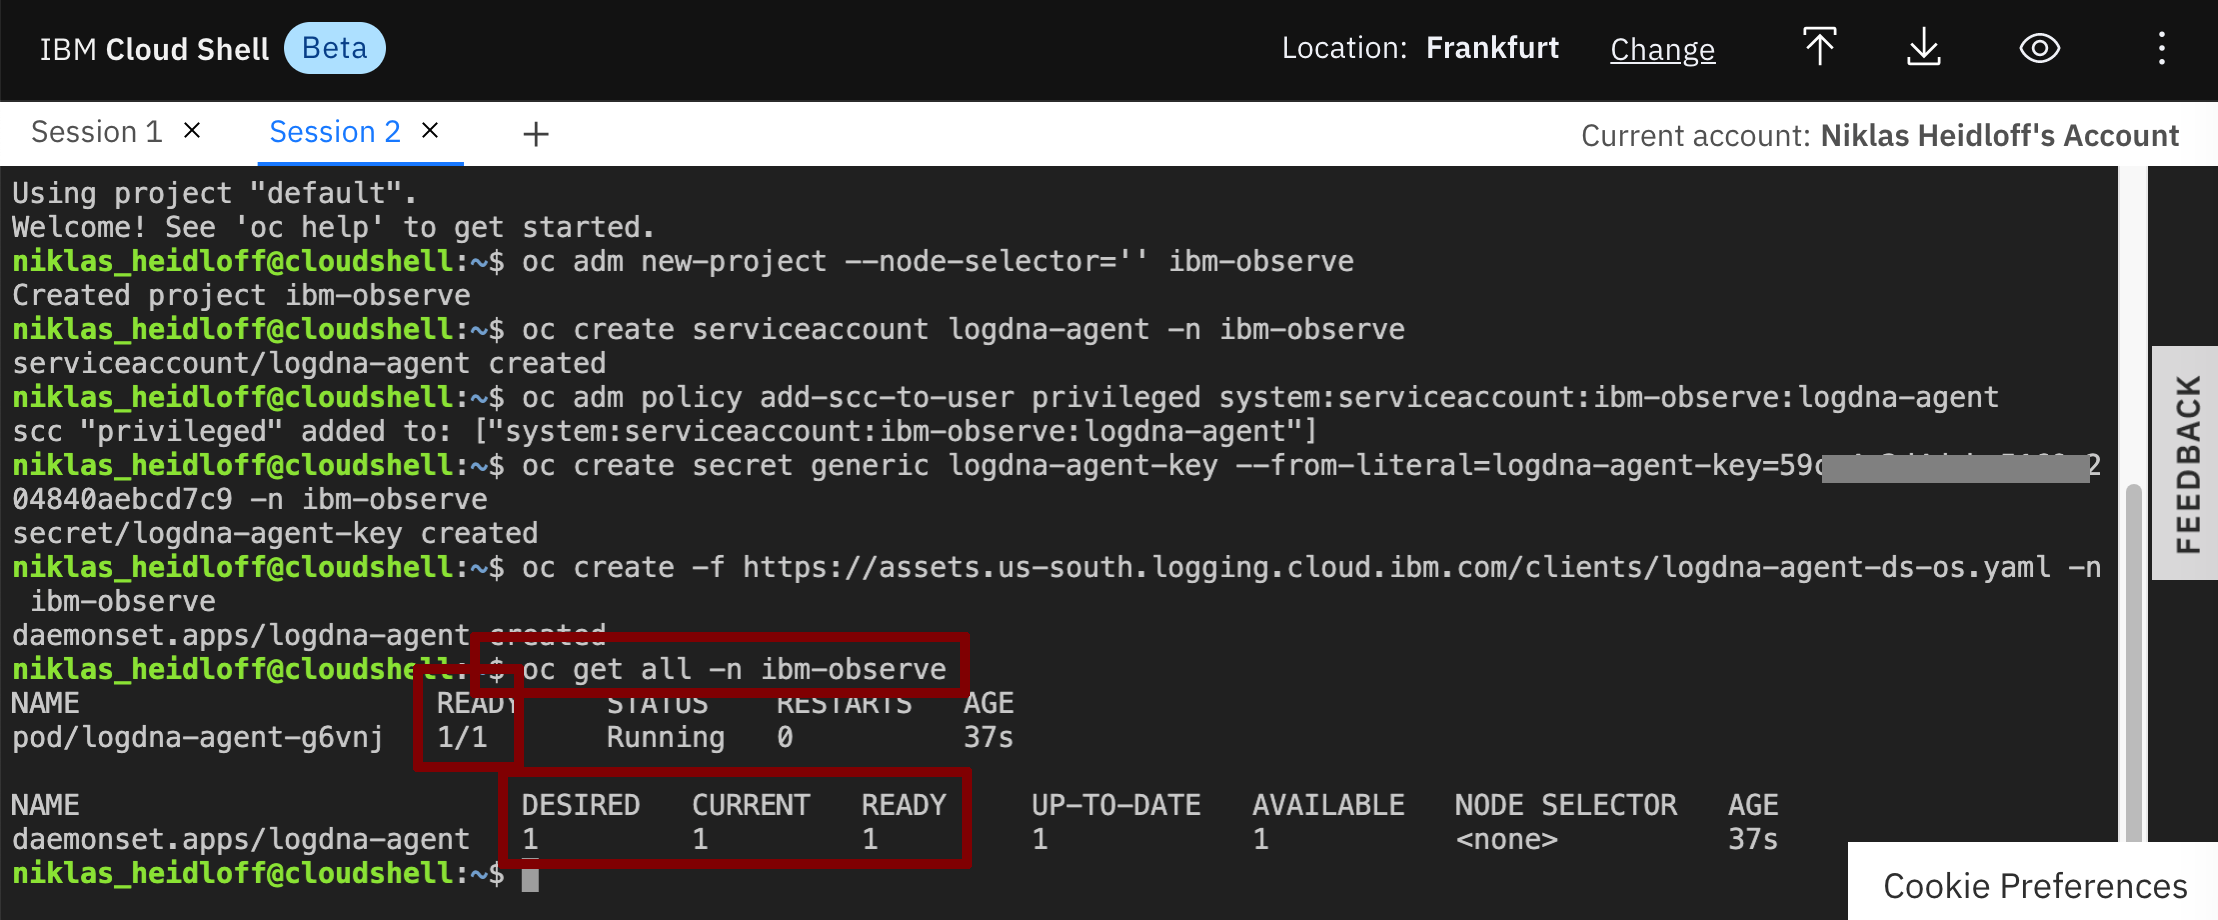 IBM Cloud Shell Beta Location: Frankfurt Change
Session 1 × Session 2 × + Current account: Niklas Heidloff's Account
Using project "default".
Welcome! See 'oc help' to get started.
niklas_heidloff@cloudshell:~$ oc adm new-project --node-selector='' ibm-observe
Created project ibm-observe
niklas_heidloff@cloudshell:~$ oc create serviceaccount logdna-agent -n ibm-observe
serviceaccount/logdna-agent created
niklas_heidloff@cloudshell:~$ oc adm policy add-scc-to-user privileged system:serviceaccount:ibm-observe:logdna-agent
scc "privileged" added to: ["system:serviceaccount:ibm-observe:logdna-agent"]
niklas_heidloff@cloudshell:~$ oc create secret generic logdna-agent-key
04840aebcd7c9 -n ibm-observe
secret/logdna-agent-key created
niklas_heidloff@cloudshell:~$ oc create -f https://assets.us-south.logging.cloud.ibm.com/clients/logdna-agent-ds-os.yaml -n
ibm-observe
daemonset.apps/logdna-agent created
niklas_heidloff@cloudshell:~$ oc get all -n ibm-observe
NAME READY STATUS RESTARTS AGE
pod/logdna-agent-g6vnj 1/1 Running 0 37s
NAME DESIRED CURRENT READY UP-TO-DATE AVAILABLE NODE SELECTOR AGE
daemonset.apps/logdna-agent 1 1 1 1 1 <none> 37s
niklas_heidloff@cloudshell:~$
FEEDBACK
Cookie Preferences